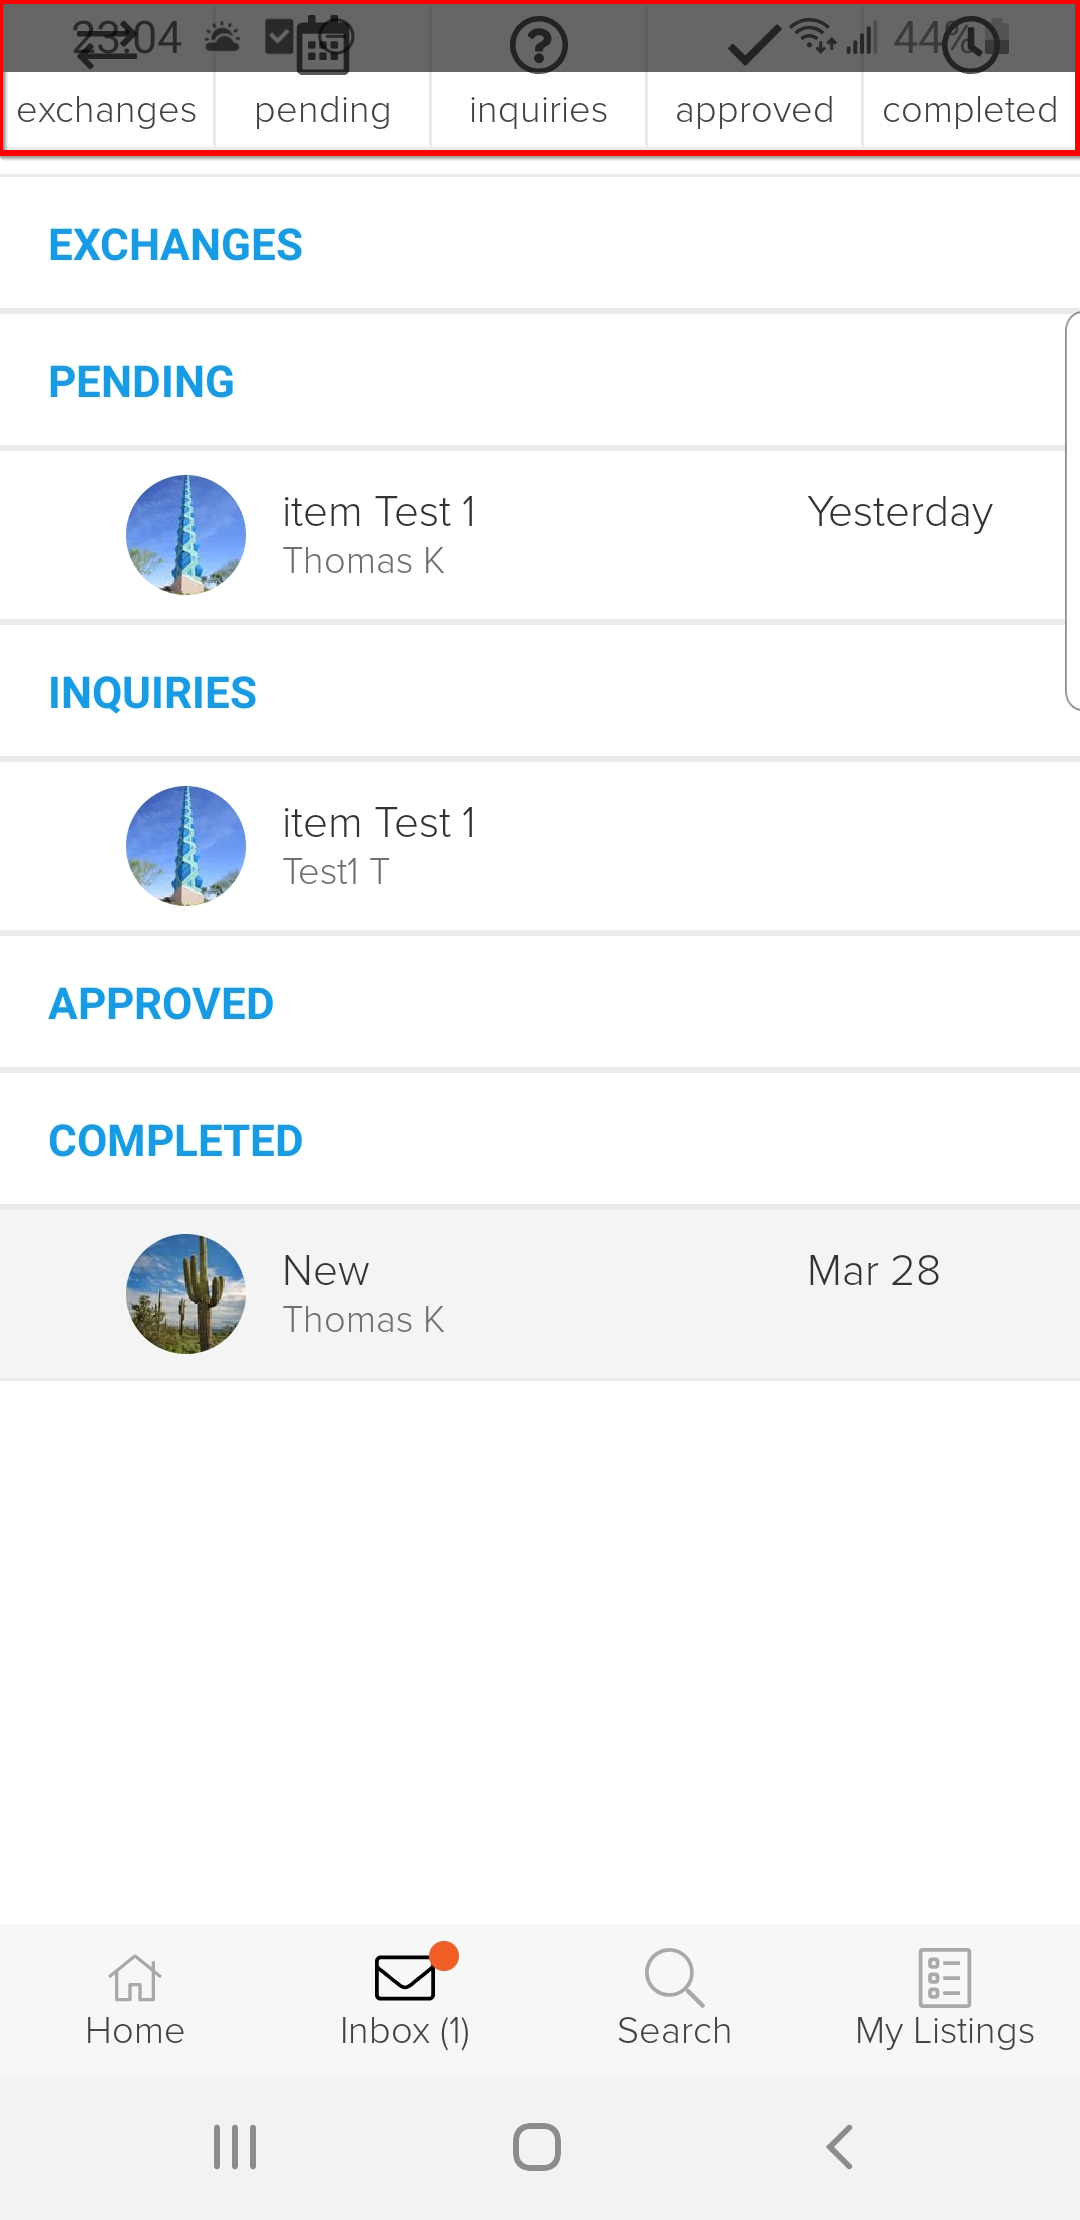 23:04 44%
exchanges pending inquiries approved completed
EXCHANGES
PENDING
item Test 1 Yesterday
Thomas K
INQUIRIES
item Test 1
Test1 T
APPROVED
COMPLETED
New Mar 28
Thomas K
Home Inbox (1) Search My Listings